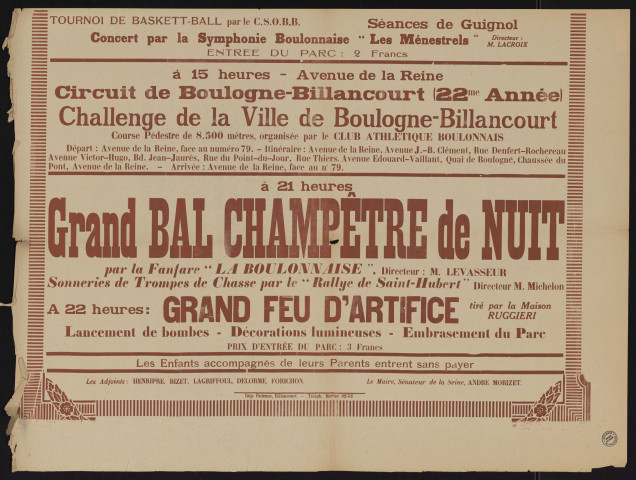 TOURNOI DE BASKETT-BALL par le C.S.O.B.B.
Séances de Guignol
Concert par la Symphonie Boulonnaise "Les Ménestrels" Directeur : M. LACROIX
ENTREE DU PARC : 2 Francs
à 15 heures - Avenue de la Reine
Circuit de Boulogne-Billancourt (22me Année)
Challenge de la Ville de Boulogne-Billancourt
Course Pédestre de 8.500 mètres, organisée par le CLUB ATHLÉTIQUE BOULONNAIS
Départ : Avenue de la Reine, face au numéro 79. - Itinéraire : Avenue de la Reine, Avenue J.-B. Clément, Rue Denfert-Rochereau
Avenue Victor-Hugo, Bd. Jean-Jaurès, Rue du Point-du-Jour, Rue Thiers, Avenue Edouard-Vaillant, Quai de Boulogne, Chaussée du
Pont, Avenue de la Reine. - Arrivée : Avenue de la Reine, face au n° 79.
à 21 heures
Grand BAL CHAMPÊTRE de NUIT
par la Fanfare "LA BOULONNAISE". Directeur : M. LEVASSEUR
Sonneries de Trompes de Chasse par le "Rallye de Saint-Hubert" Directeur M. Michelon
A 22 heures : GRAND FEU D'ARTIFICE tiré par la Maison RUGGIERI
Lancement de bombes - Décorations lumineuses - Embrasement du Parc
PRIX D'ENTRÉE DU PARC : 3 Francs
Les Enfants accompagnés de leurs Parents entrent sans payer
Les Adjoints : HENRIPRE, BIZET, LAGRIFFOUL, DELORME, FORICHON.
Le Maire, Sénateur de la Seine, ANDRÉ MORIZET.